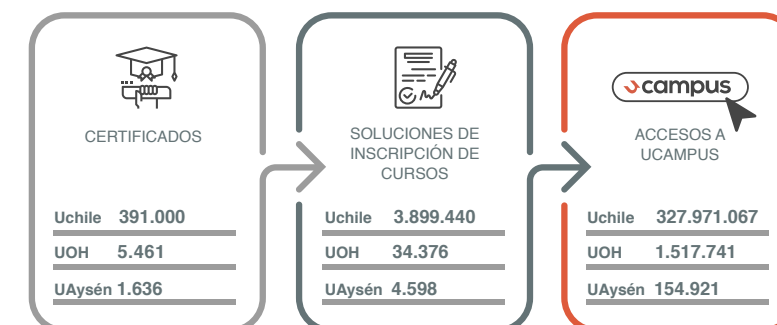 CERTIFICADOS
Uchile 391.000
UOH 5.461
UAysén 1.636
SOLUCIONES DE
INSCRIPCIÓN DE
CURSOS
Uchile 3.899.440
UOH 34.376
UAysén 4.598
ucampus
ACCESOS A
UCAMPUS
Uchile 327.971.067
UOH 1.517.741
UAysén 154.921